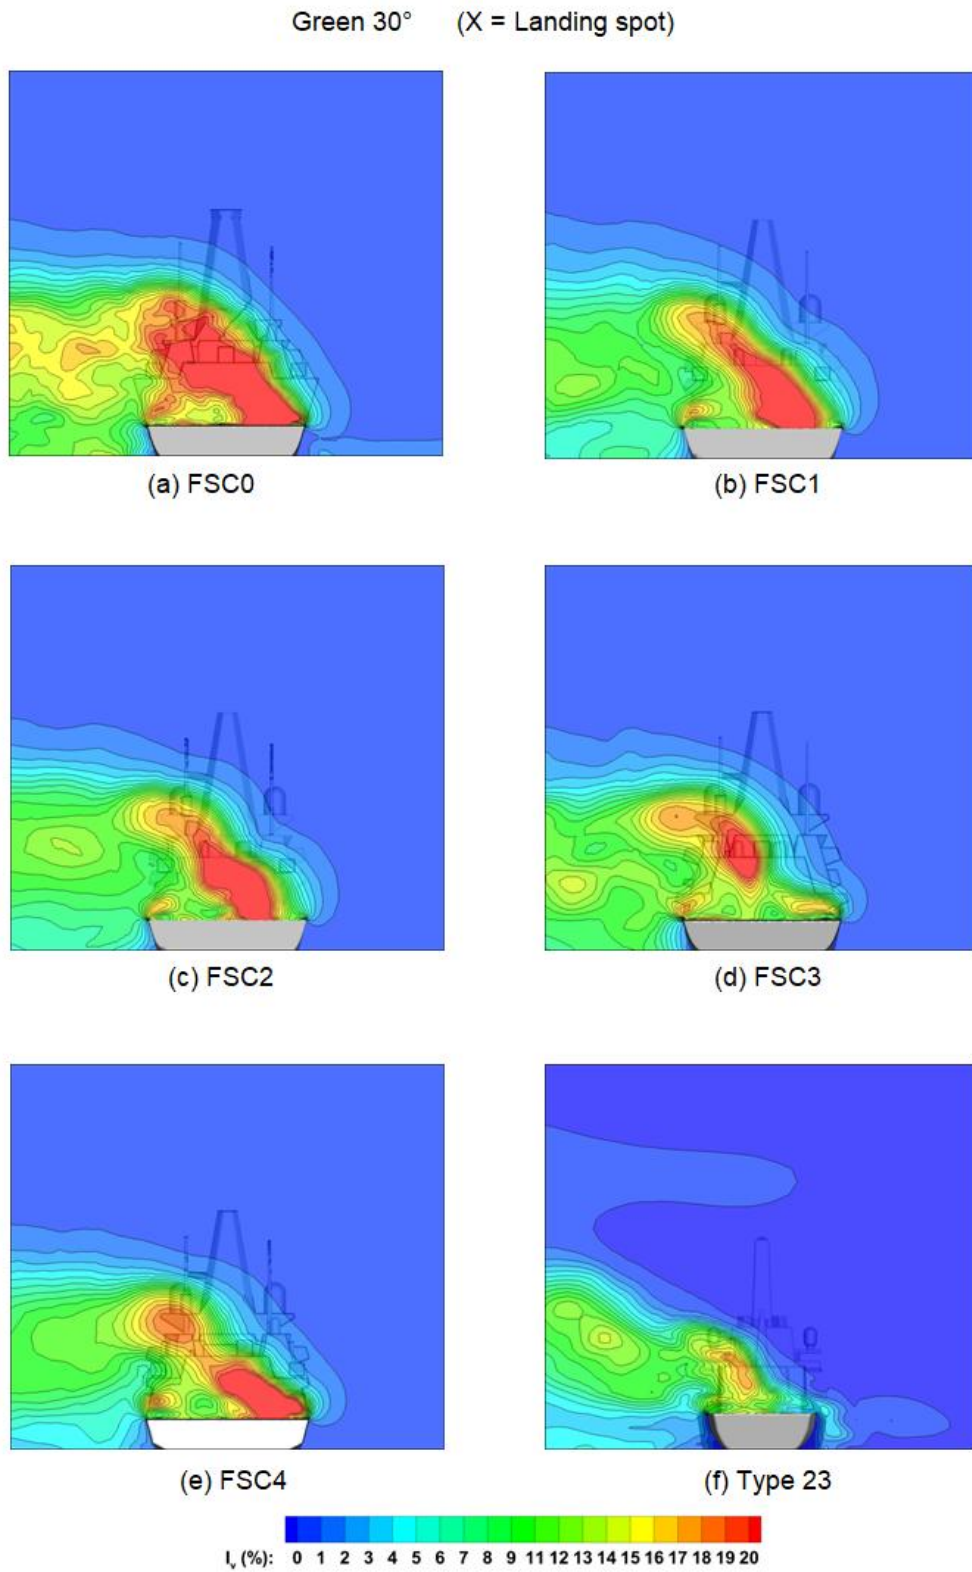 Green 30° (X = Landing spot)
(a) FSC0
(b) FSC1
(c) FSC2
(d) FSC3
(e) FSC4
(f) Type 23
Iv (%): 0 1 2 3 4 5 6 7 8 9 11 12 13 14 15 16 17 18 19 20